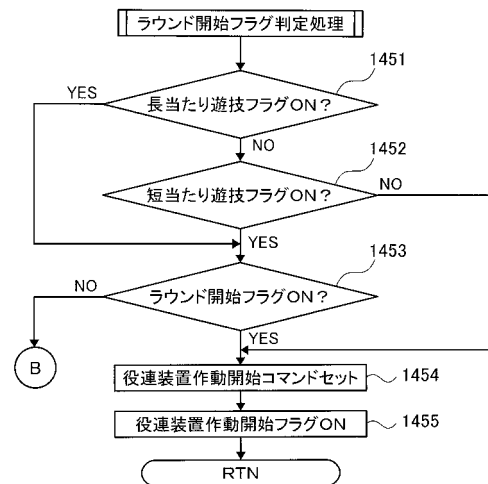 ラウンド開始フラグ判定処理
1451
YES
長当たり遊技フラグON？
NO
1452
短当たり遊技フラグON？
NO
YES
1453
NO
ラウンド開始フラグON？
YES
B
役連装置作動開始コマンドセット
1454
役連装置作動開始フラグON
1455
RTN